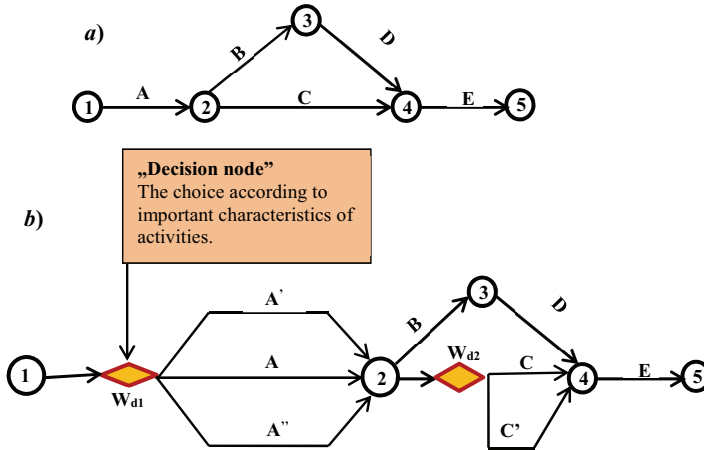 a)
3
B
D
1
A
2
C
4
E
5
„Decision node”
The choice according to
important characteristics of
activities.
b)
A’
3
B
D
1
Wd1
A
2
Wd2
C
4
E
5
A”
C’